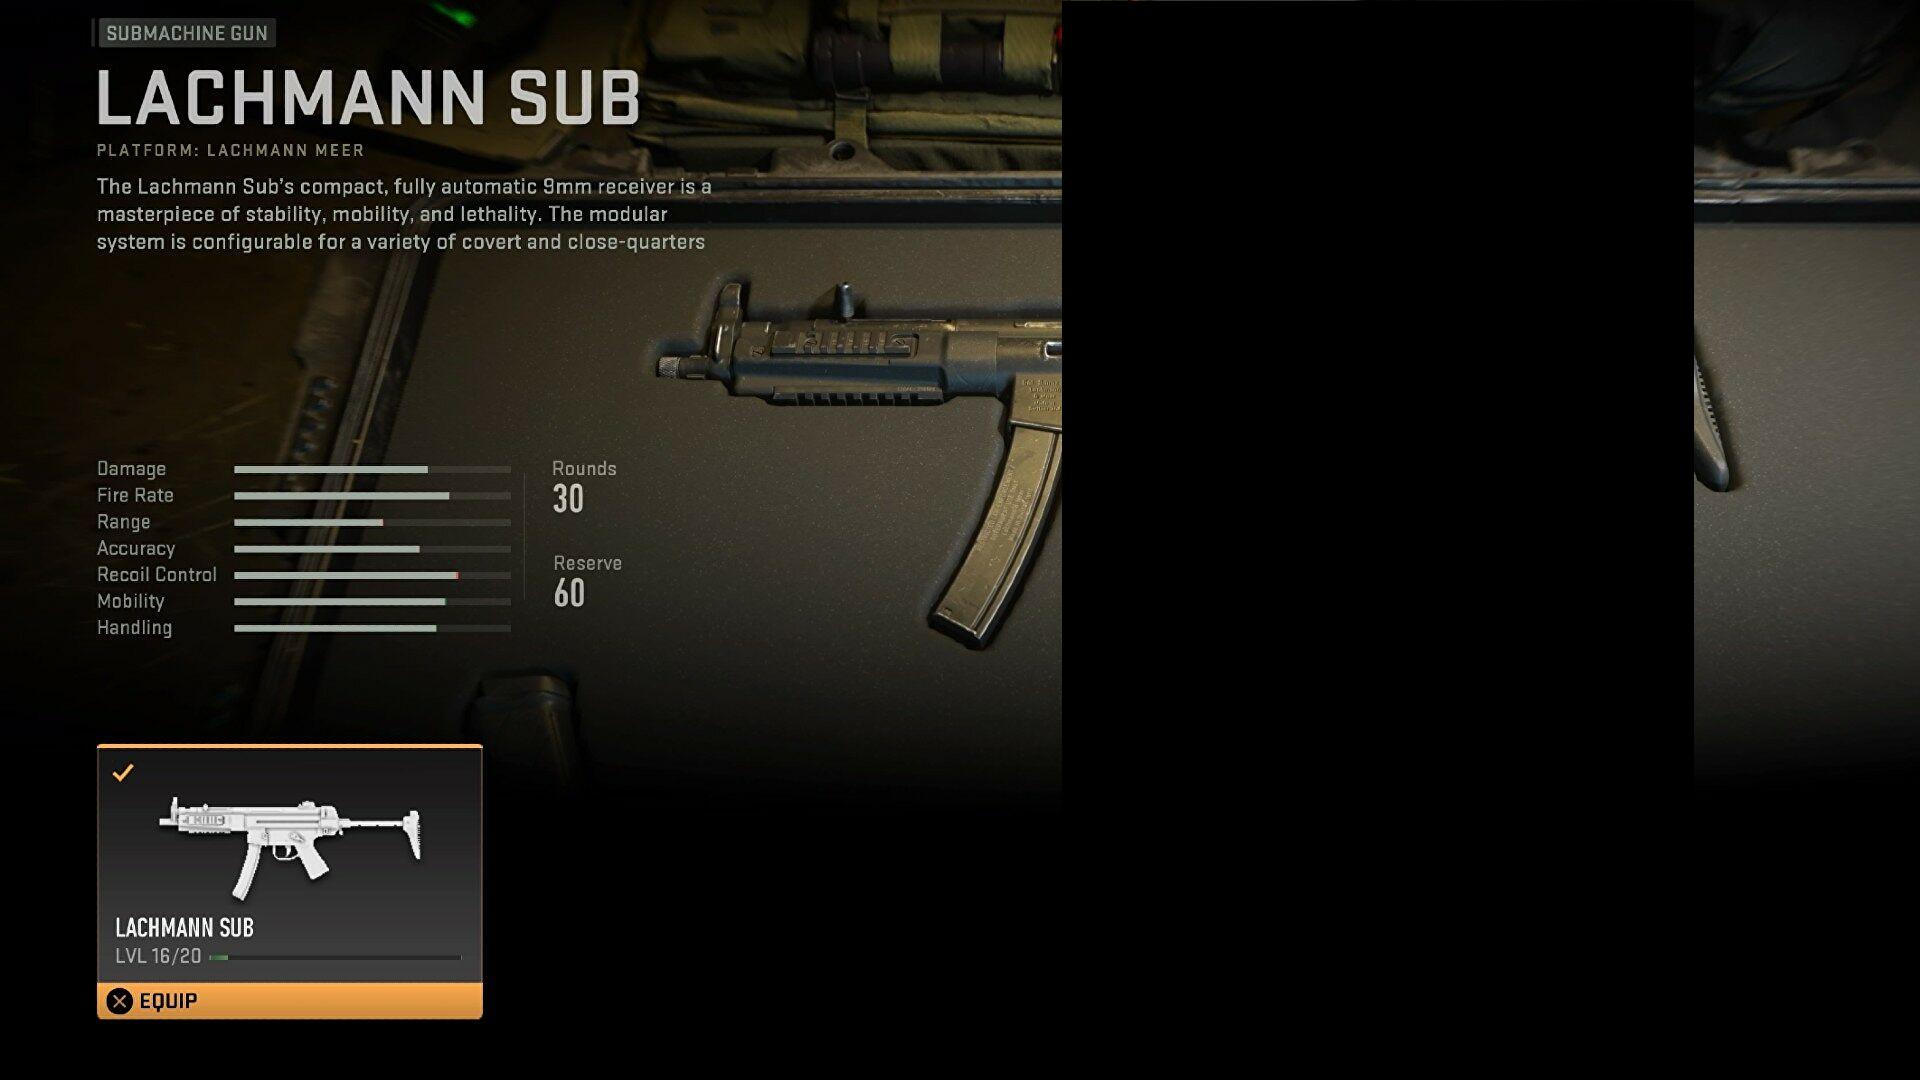 SUBMACHINE GUN
LACHMANN SUB
PLATFORM: LACHMANN MEER
The Lachmann Sub's compact, fully automatic 9mm receiver is a
masterpiece of stability, mobility, and lethality. The modular
system is configurable for a variety of covert and close-quarters
Damage
Fire Rate
Range
Accuracy
Recoil Control
Mobility
Handling
Rounds
30
Reserve
60
LACHMANN SUB
LVL 16/20
EQUIP